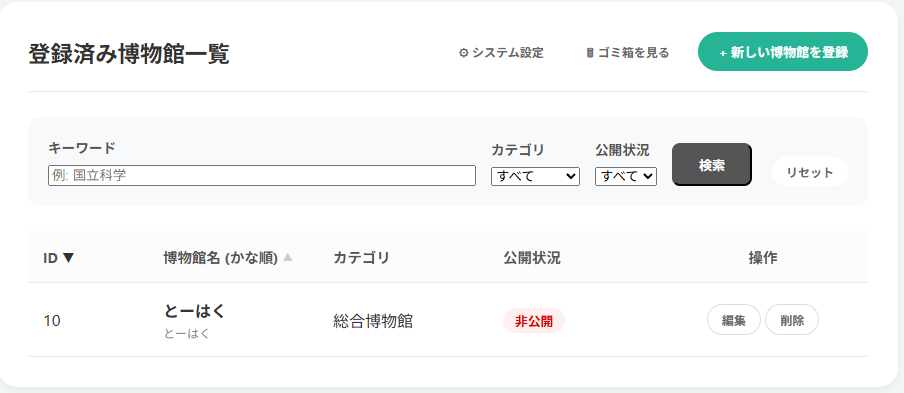 登録済み博物館一覧
⚙ システム設定
🗑 ゴミ箱を見る
+ 新しい博物館を登録
キーワード
例: 国立科学
カテゴリ
すべて
公開状況
すべて
検索
リセット
ID ▼ 博物館名 (かな順) ▲ カテゴリ 公開状況 操作
10 とーはく 総合博物館 非公開 編集 削除
とーはく